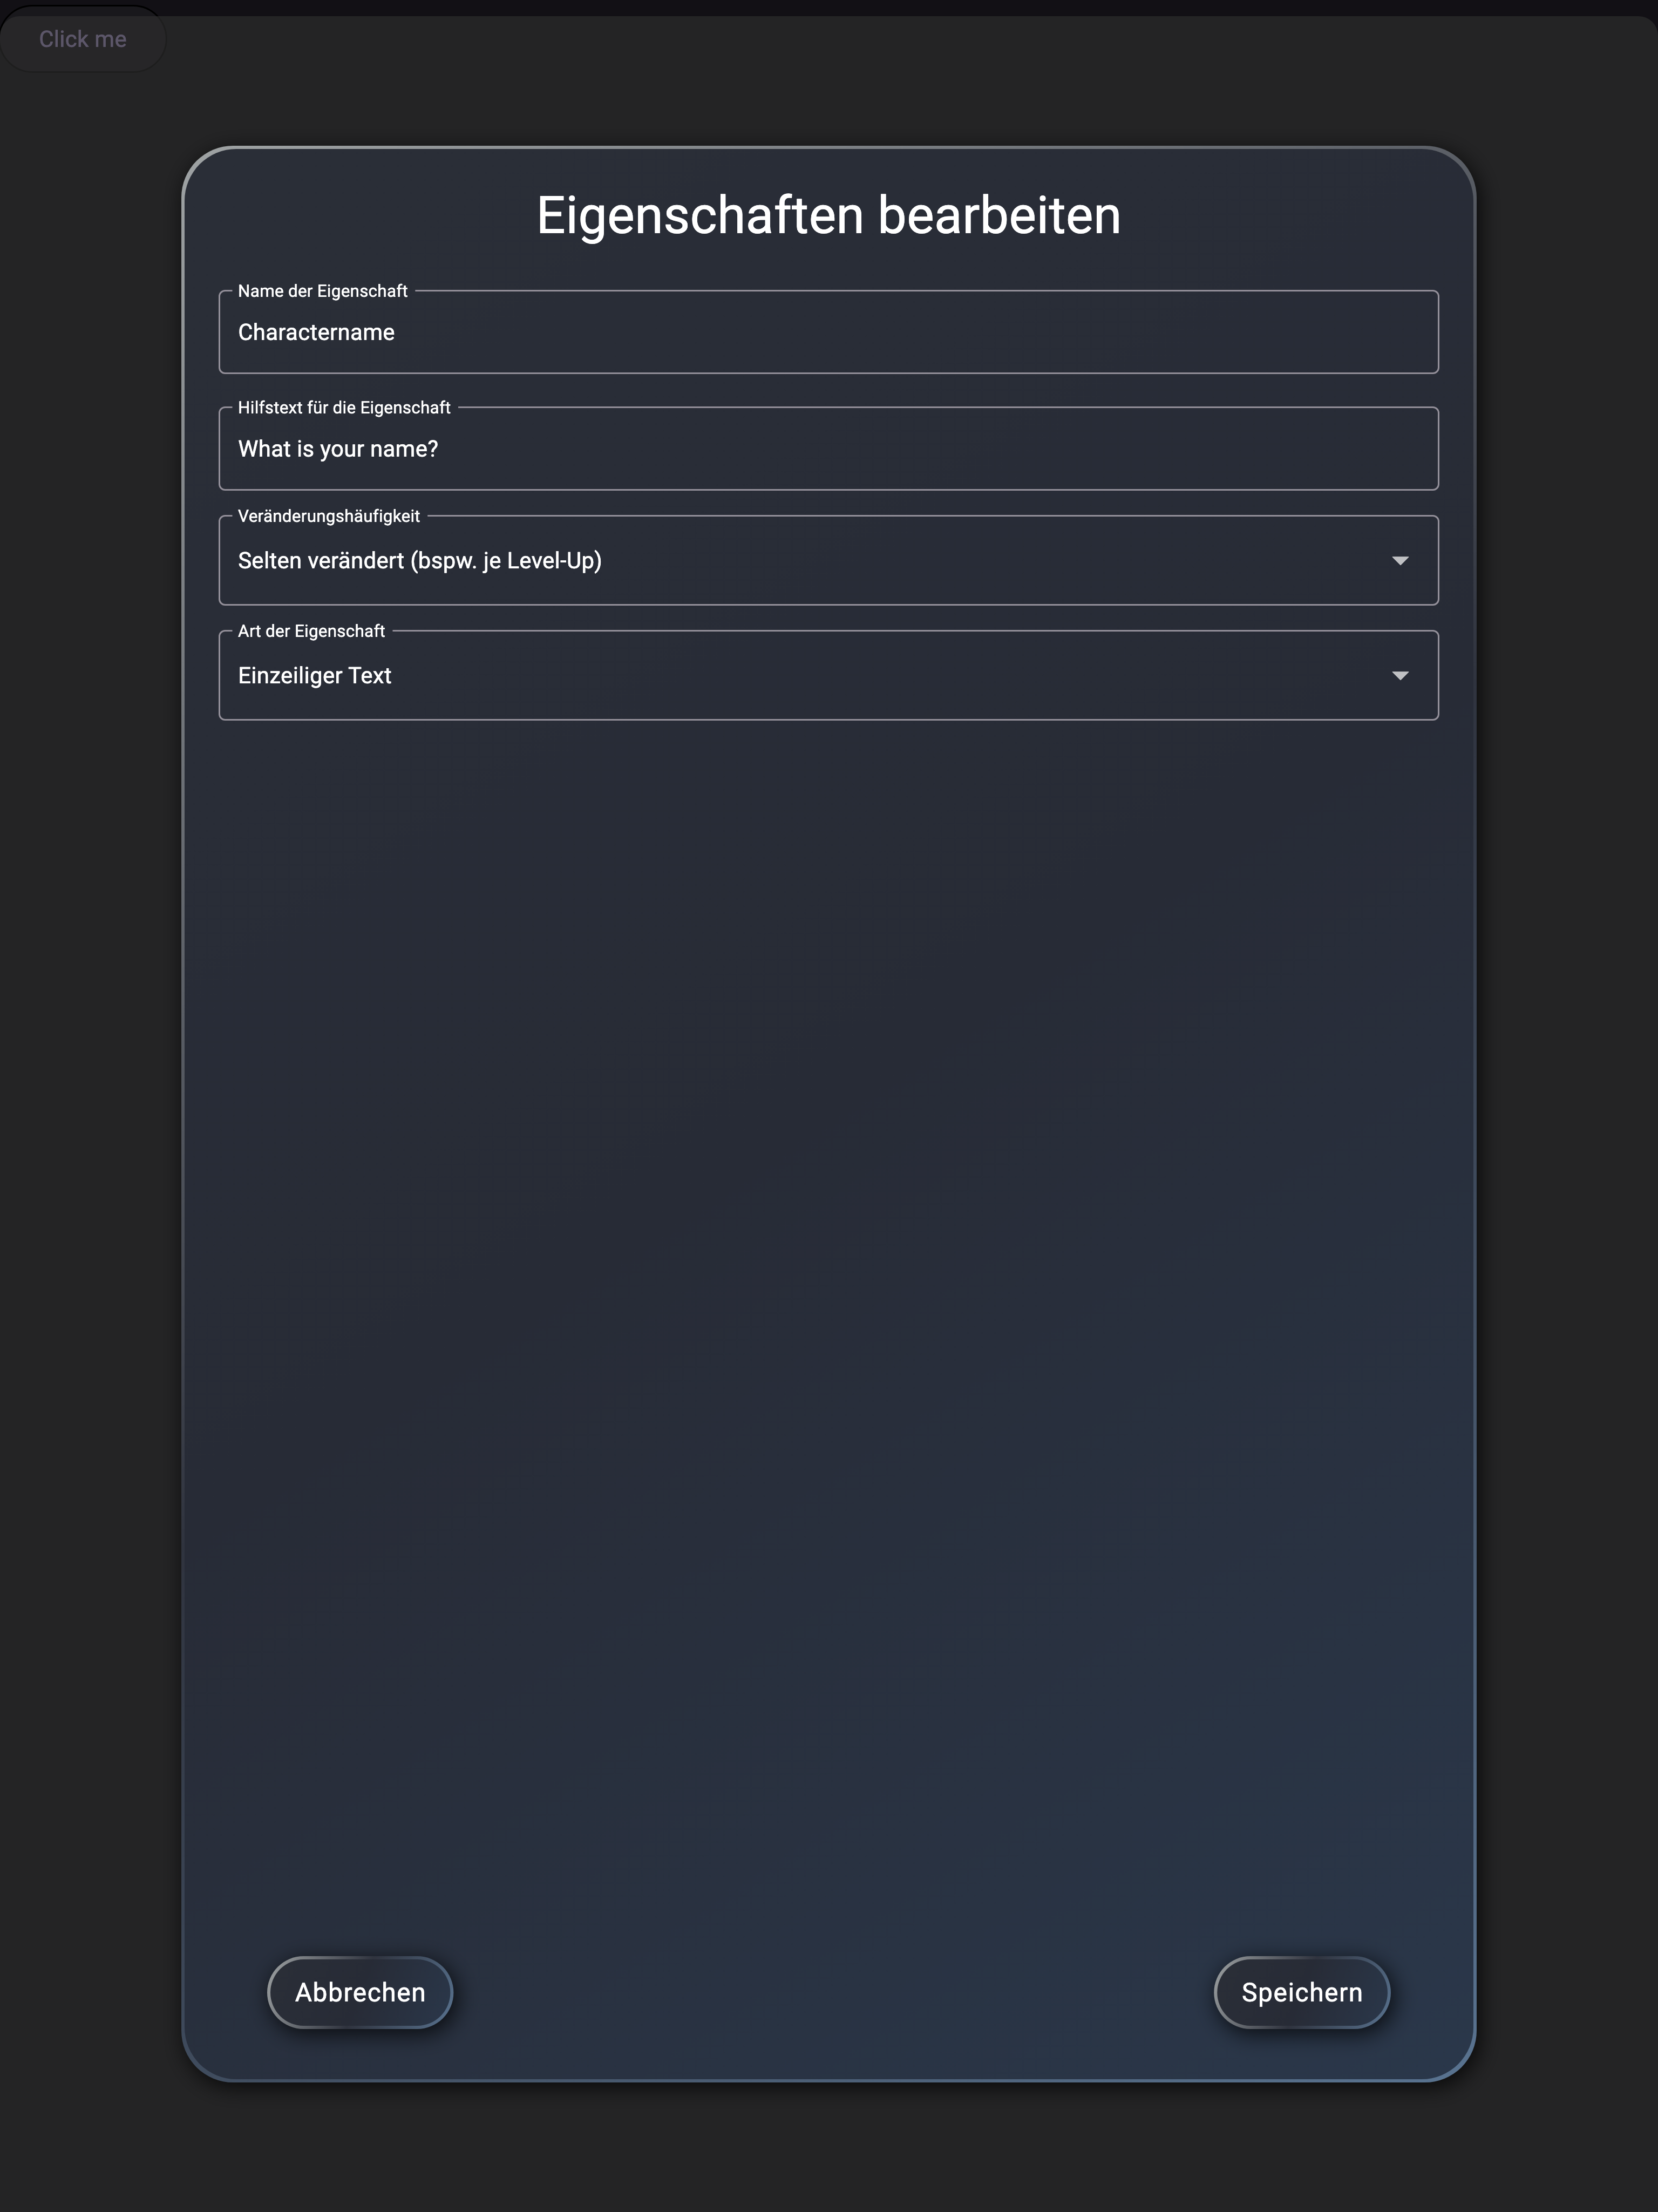 Click me
Eigenschaften bearbeiten
Name der Eigenschaft
Charactername
Hilfstext für die Eigenschaft
What is your name?
Veränderungshäufigkeit
Selten verändert (bspw. je Level-Up)
Art der Eigenschaft
Einzeiliger Text
Abbrechen
Speichern